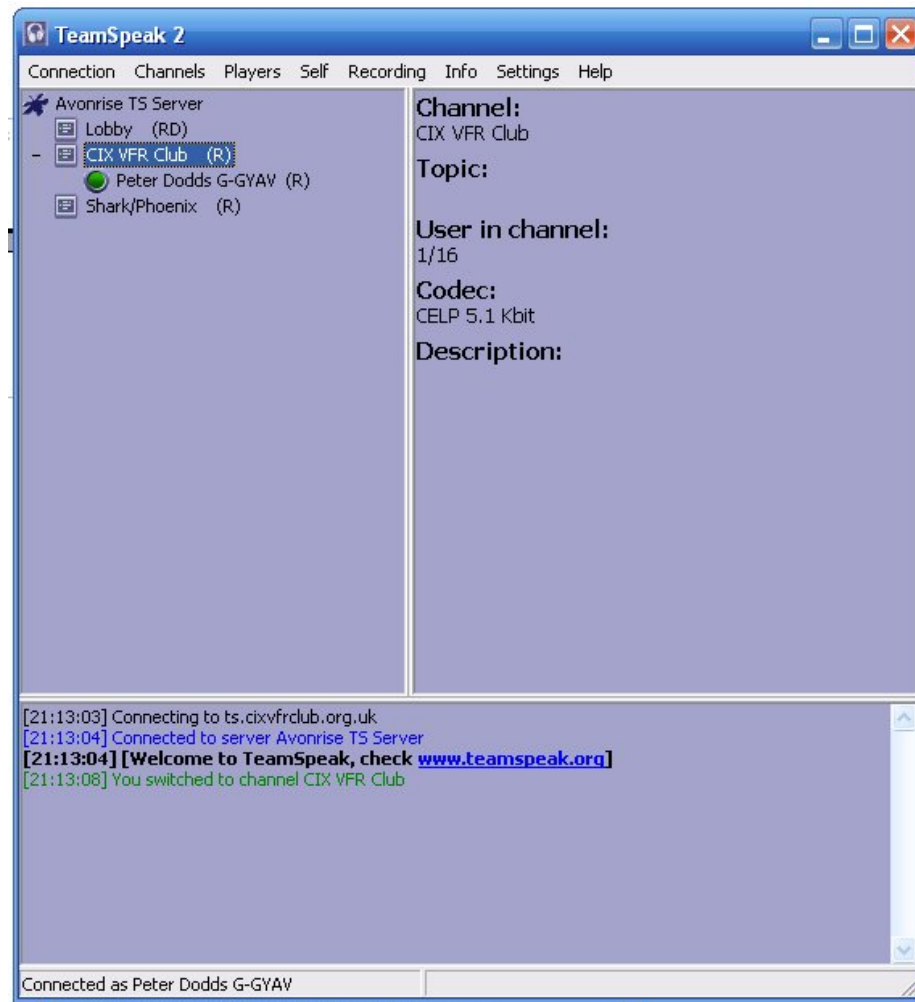 TeamSpeak 2
Connection Channels Players Self Recording Info Settings Help
Avonrise TS Server
Lobby (RD)
CIX VFR Club (R)
Peter Dodds G-GYAV (R)
Shark/Phoenix (R)
Channel:
CIX VFR Club
Topic:
User in channel:
1/16
Codec:
CELP 5.1 Kbit
Description:
[21:13:03] Connecting to ts.cixvfrclub.org.uk
[21:13:04] Connected to server Avonrise TS Server
[21:13:04] [Welcome to TeamSpeak, check www.teamspeak.org]
[21:13:08] You switched to channel CIX VFR Club
Connected as Peter Dodds G-GYAV